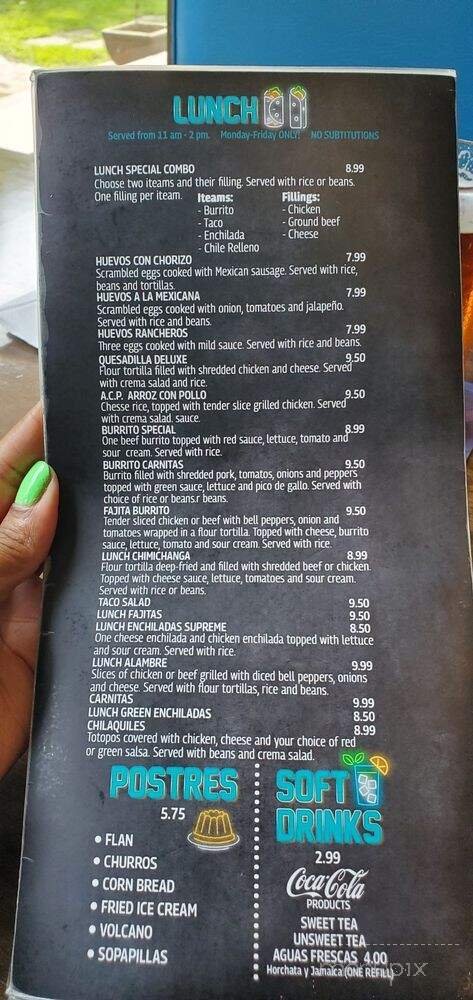 LUNCH
Served from 11 am - 2 pm. Monday-Friday ONLY! NO SUBTITUTIONS
LUNCH SPECIAL COMBO 8.99
Choose two iteams and their filling. Served with rice or beans.
One filling per iteam.
Iteams:
- Burrito
- Taco
- Enchilada
- Chile Relleno
Fillings:
- Chicken
- Ground beef
- Cheese
HUEVOS CON CHORIZO 7.99
Scrambled eggs cooked with Mexican sausage. Served with rice,
beans and tortillas.
HUEVOS A LA MEXICANA 7.99
Scrambled eggs cooked with onion, tomatoes and jalapeño.
Served with rice and beans.
HUEVOS RANCHEROS 7.99
Three eggs cooked with mild sauce. Served with rice and beans.
QUESADILLA DELUXE 9.50
Flour tortilla filled with shredded chicken and cheese. Served
with crema salad and rice.
A.C.P. ARROZ CON POLLO 9.50
Chesse rice, topped with tender slice grilled chicken. Served
with crema salad. sauce.
BURRITO SPECIAL 8.99
One beef burrito topped with red sauce, lettuce, tomato and
sour cream. Served with rice.
BURRITO CARNITAS 9.50
Burrito filled with shredded pork, tomatos, onions and peppers
topped with green sauce, lettuce and pico de gallo. Served with
choice of rice or beans.r beans.
FAJITA BURRITO 9.50
Tender sliced chicken or beef with bell peppers, onion and
tomatoes wrapped in a flour tortilla. Topped with cheese, burrito
sauce, lettuce, tomato and sour cream. Served with rice.
LUNCH CHIMICHANGA 8.99
Flour tortilla deep-fried and filled with shredded beef or chicken.
Topped with cheese sauce, lettuce, tomatoes and sour cream.
Served with rice or beans.
TACO SALAD 9.50
LUNCH FAJITAS 9.50
LUNCH ENCHILADAS SUPREME 8.50
One cheese enchilada and chicken enchilada topped with lettuce
and sour cream. Served with rice.
LUNCH ALAMBRE 9.99
Slices of chicken or beef grilled with diced bell peppers, onions
and cheese. Served with flour tortillas, rice and beans.
CARNITAS 9.99
LUNCH GREEN ENCHILADAS 8.50
CHILAQUILES 8.99
Totopos covered with chicken, cheese and your choice of red
or green salsa. Served with beans and crema salad.
POSTRES
5.75
• FLAN
• CHURROS
• CORN BREAD
• FRIED ICE CREAM
• VOLCANO
• SOPAPILLAS
SOFT
DRINKS
2.99
Coca-Cola
PRODUCTS
SWEET TEA
UNSWEET TEA
AGUAS FRESCAS 4.00
Horchata y Jamaica (ONE REFILL)